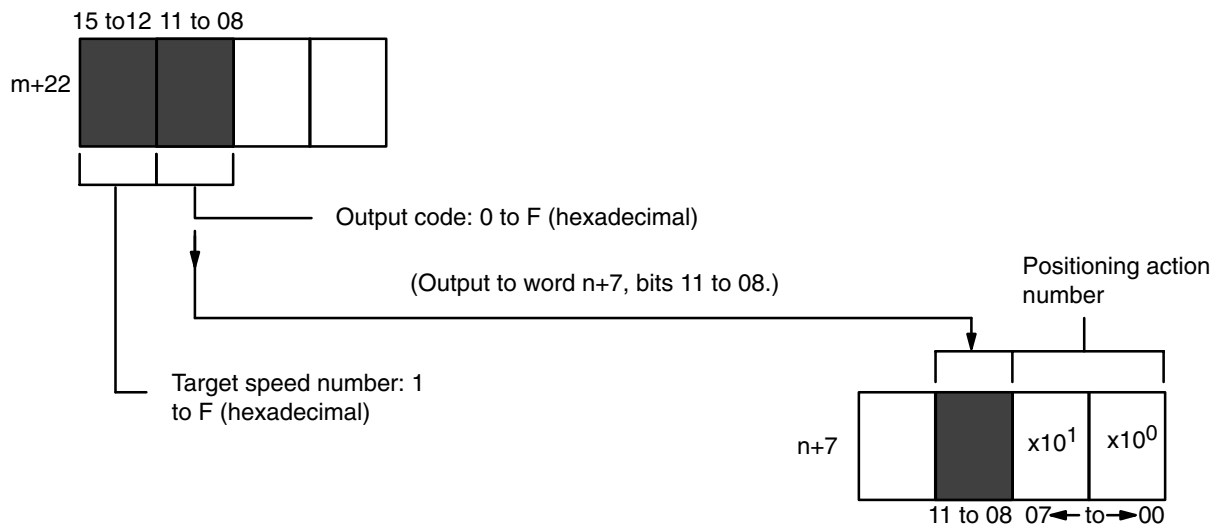 15 to12 11 to 08
m+22
Output code: 0 to F (hexadecimal)
(Output to word n+7, bits 11 to 08.)
Positioning action
number
Target speed number: 1
to F (hexadecimal)
n+7
x10¹ x10⁰
11 to 08 07 to 00